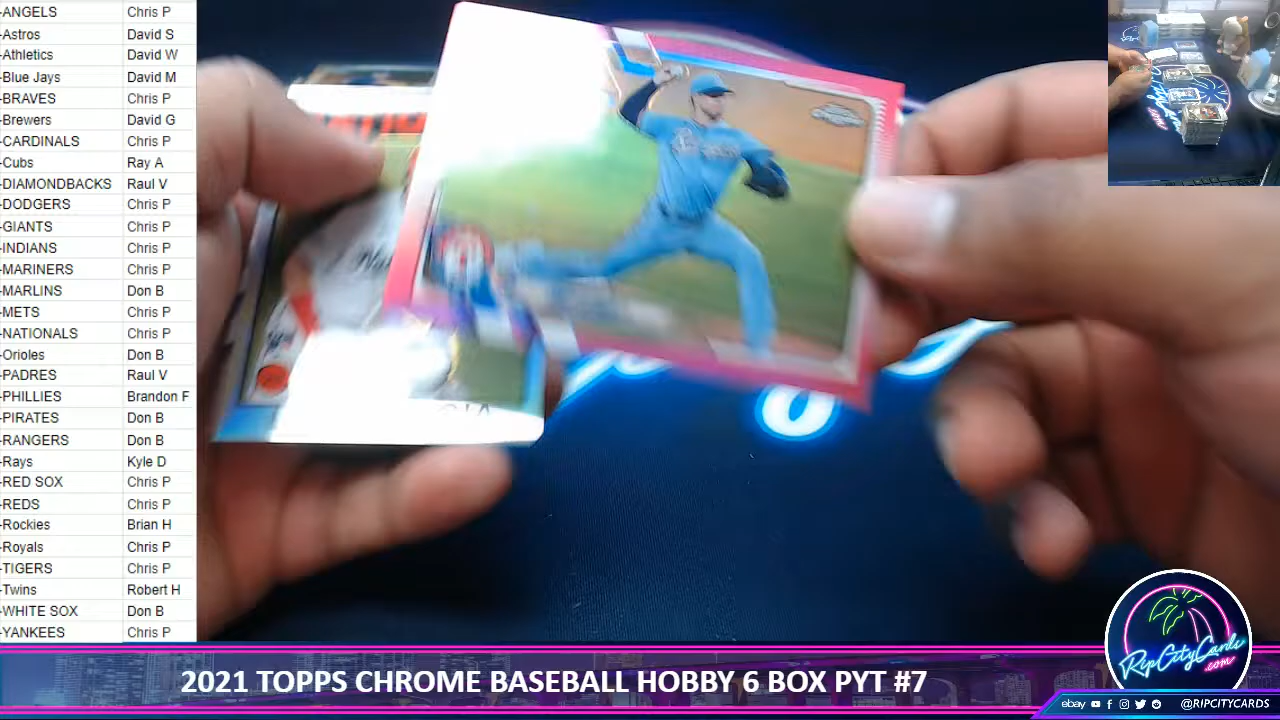 -ANGELS Chris P
-Astros David S
-Athletics David W
-Blue Jays David M
-BRAVES Chris P
-Brewers David G
-CARDINALS Chris P
-Cubs Ray A
-DIAMONDBACKS Raul V
-DODGERS Chris P
-GIANTS Chris P
-INDIANS Chris P
-MARINERS Chris P
-MARLINS Don B
-METS Chris P
-NATIONALS Chris P
-Orioles Don B
-PADRES Raul V
-PHILLIES Brandon F
-PIRATES Don B
-RANGERS Don B
-Rays Kyle D
-RED SOX Chris P
-REDS Chris P
-Rockies Brian H
-Royals Chris P
-TIGERS Chris P
-Twins Robert H
-WHITE SOX Don B
-YANKEES Chris P
RipCityCards
.com
2021 TOPPS CHROME BASEBALL HOBBY 6 BOX PYT #7
ebay @RIPCITYCARDS